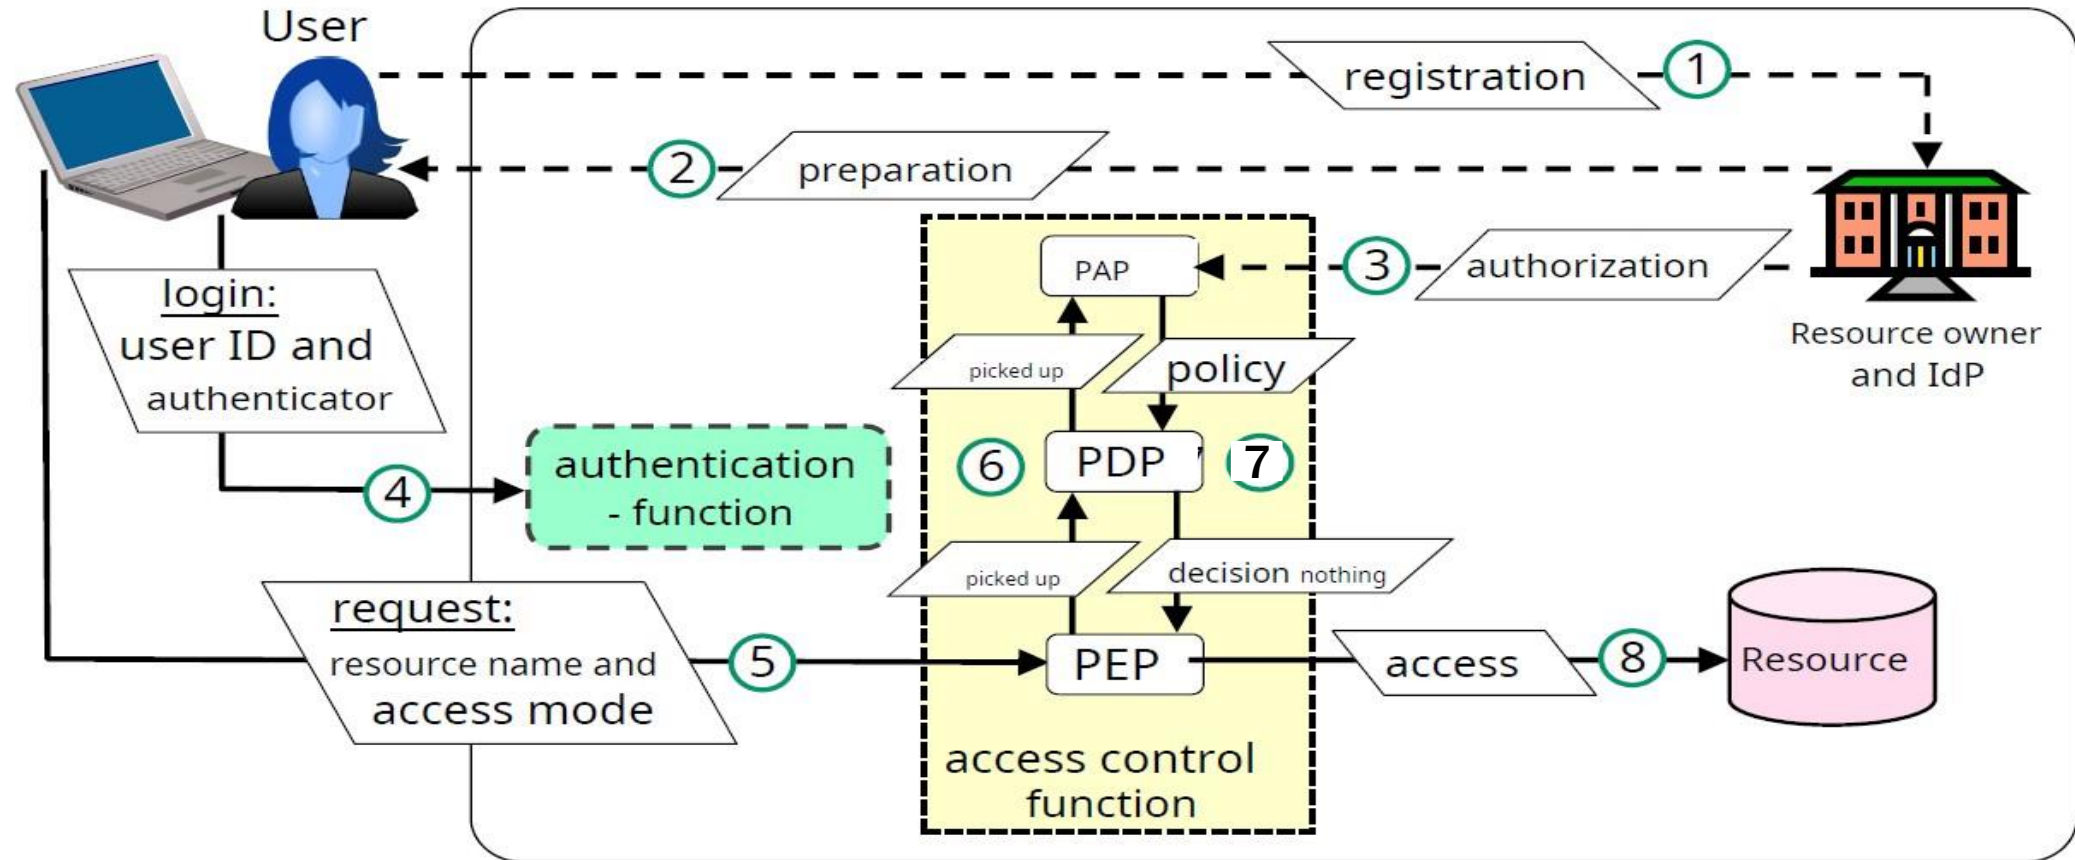 User
registration
1
2
preparation
PAP
3
authorization
Resource owner
and IdP
login:
user ID and
authenticator
picked up
policy
4
authentication
- function
6
PDP
7
picked up
decision nothing
request:
resource name and
access mode
5
PEP
access
8
Resource
access control
function